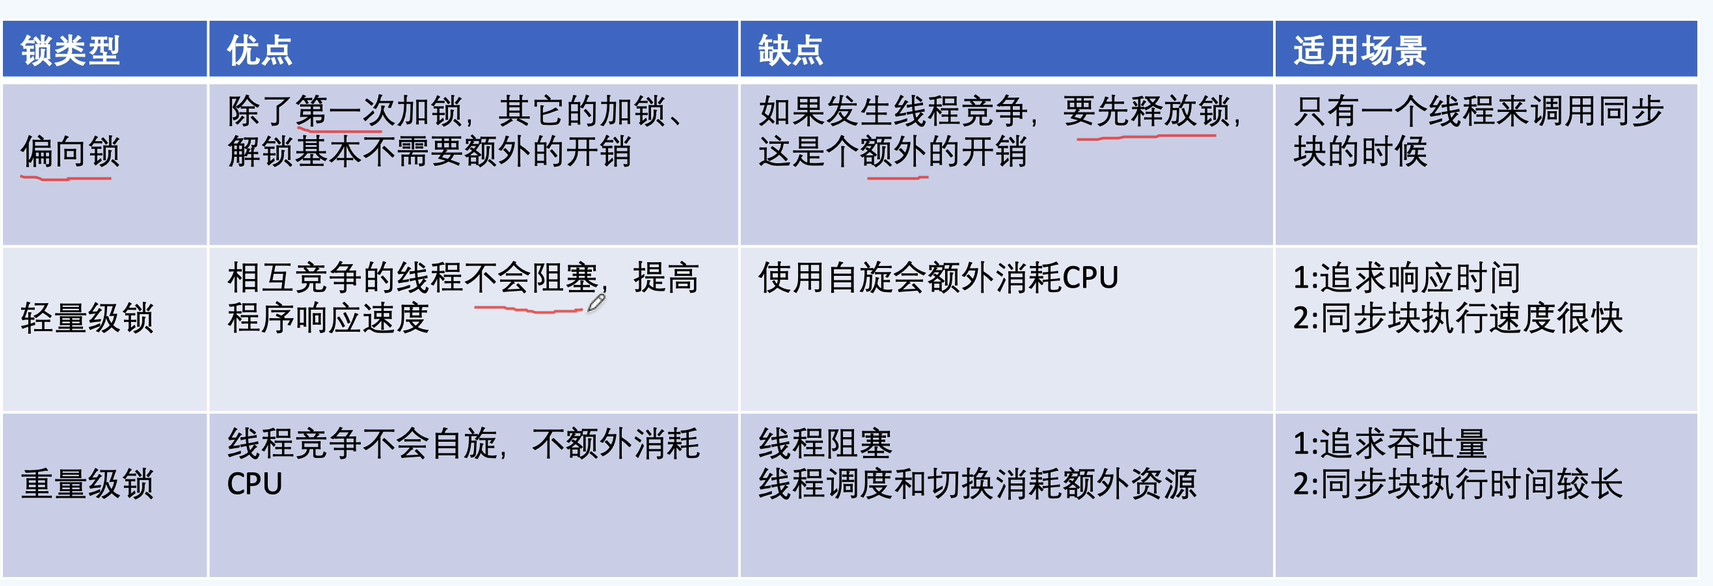 锁类型
优点
缺点
适用场景
偏向锁
除了第一次加锁，其它的加锁、
解锁基本不需要额外的开销
如果发生线程竞争，要先释放锁，
这是个额外的开销
只有一个线程来调用同步
块的时候
轻量级锁
相互竞争的线程不会阻塞，提高
程序响应速度
使用自旋会额外消耗CPU
1:追求响应时间
2:同步块执行速度很快
重量级锁
线程竞争不会自旋，不额外消耗
CPU
线程阻塞
线程调度和切换消耗额外资源
1:追求吞吐量
2:同步块执行时间较长